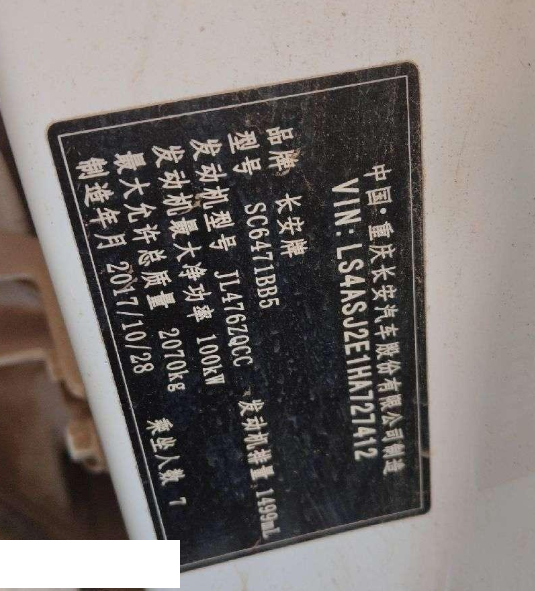 中国·重庆长安汽车股份有限公司制造
VIN: LS4ASJ2E1HA727412
品牌 长安牌
型号 SC6471BB5
发动机型号 JL476ZQCC 发动机排量 1499mL
发动机最大净功率 100kW
最大允许总质量 2070kg
制造年月 2017/10/28 乘坐人数 7